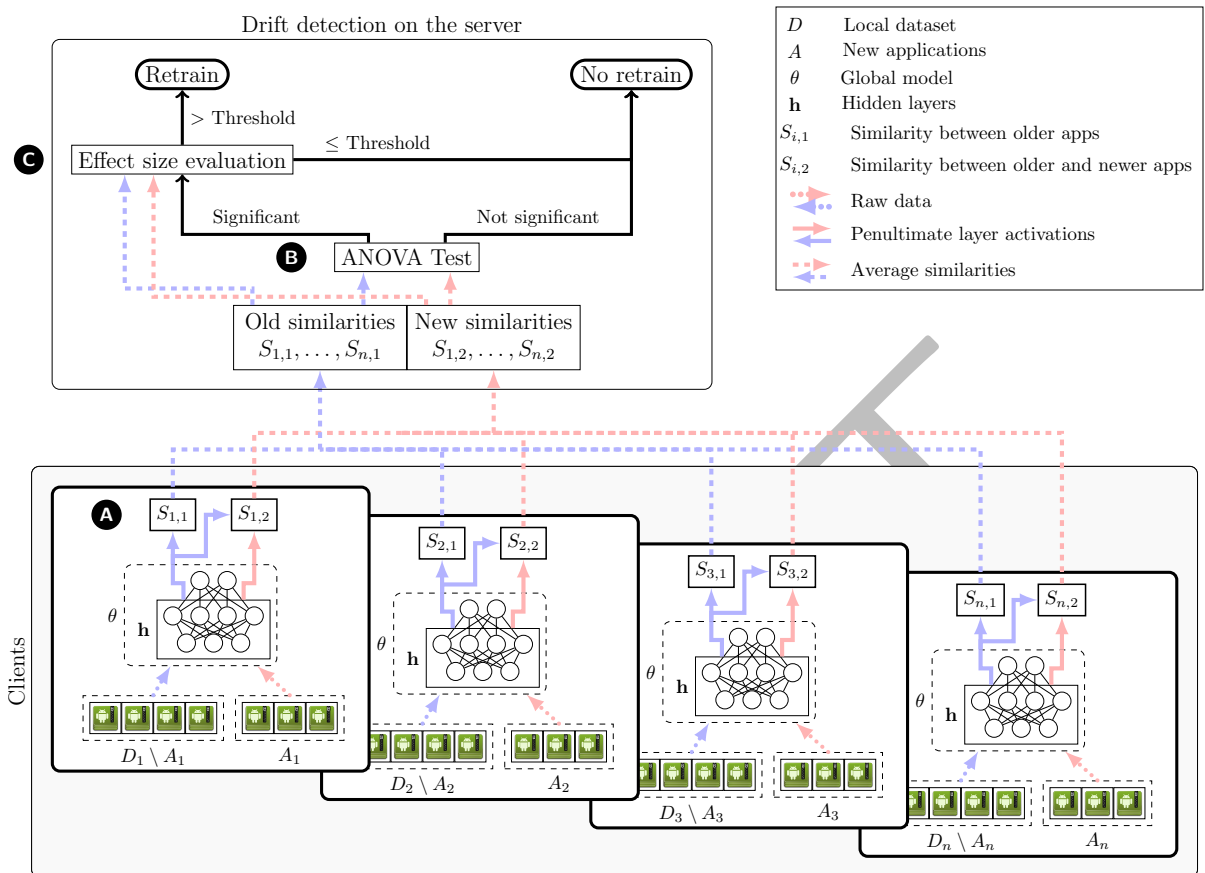 Drift detection on the server
Retrain
No retrain
> Threshold
≤ Threshold
C
Effect size evaluation
Significant
Not significant
B
ANOVA Test
Old similarities
S1,1, . . . , Sn,1
New similarities
S1,2, . . . , Sn,2
D Local dataset
A New applications
θ Global model
h Hidden layers
Si,1 Similarity between older apps
Si,2 Similarity between older and newer apps
Raw data
Penultimate layer activations
Average similarities
Clients
A
S1,1
S1,2
θ
h
D1 \ A1
A1
S2,1
S2,2
θ
h
D2 \ A2
A2
S3,1
S3,2
θ
h
D3 \ A3
A3
Sn,1
Sn,2
θ
h
Dn \ An
An